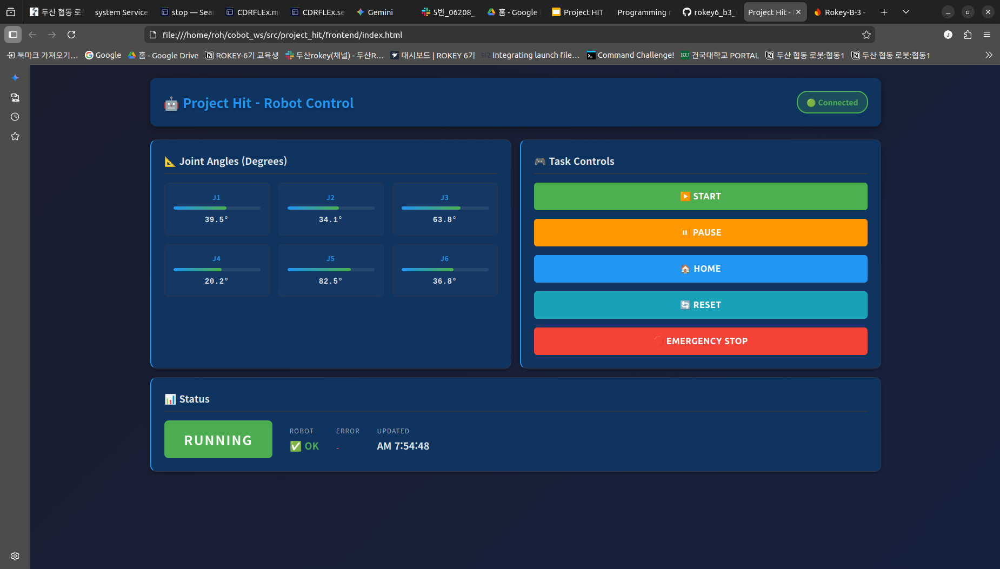 두산 협동 로
system Service
stop — Sear
CDRFLEx.m
CDRFLEx.se
Gemini
5반_06208_
홈 - Google
Project HIT
Programming r
rokey6_b3_
Project Hit -
Rokey-B-3 -
file:///home/roh/cobot_ws/src/project_hit/frontend/index.html
J
북마크 가져오기…
Google
홈 - Google Drive
ROKEY-6기 교육생
두산rokey(채널) - 두산R…
대시보드 | ROKEY 6기
Integrating launch file…
Command Challenge!
KU 건국대학교 PORTAL
두산 협동 로봇:협동1
두산 협동 로봇:협동1
Project Hit - Robot Control
Connected
Joint Angles (Degrees)
J1
39.5°
J2
34.1°
J3
63.8°
J4
20.2°
J5
82.5°
J6
36.8°
Task Controls
START
PAUSE
HOME
RESET
EMERGENCY STOP
Status
RUNNING
ROBOT
OK
ERROR
-
UPDATED
AM 7:54:48